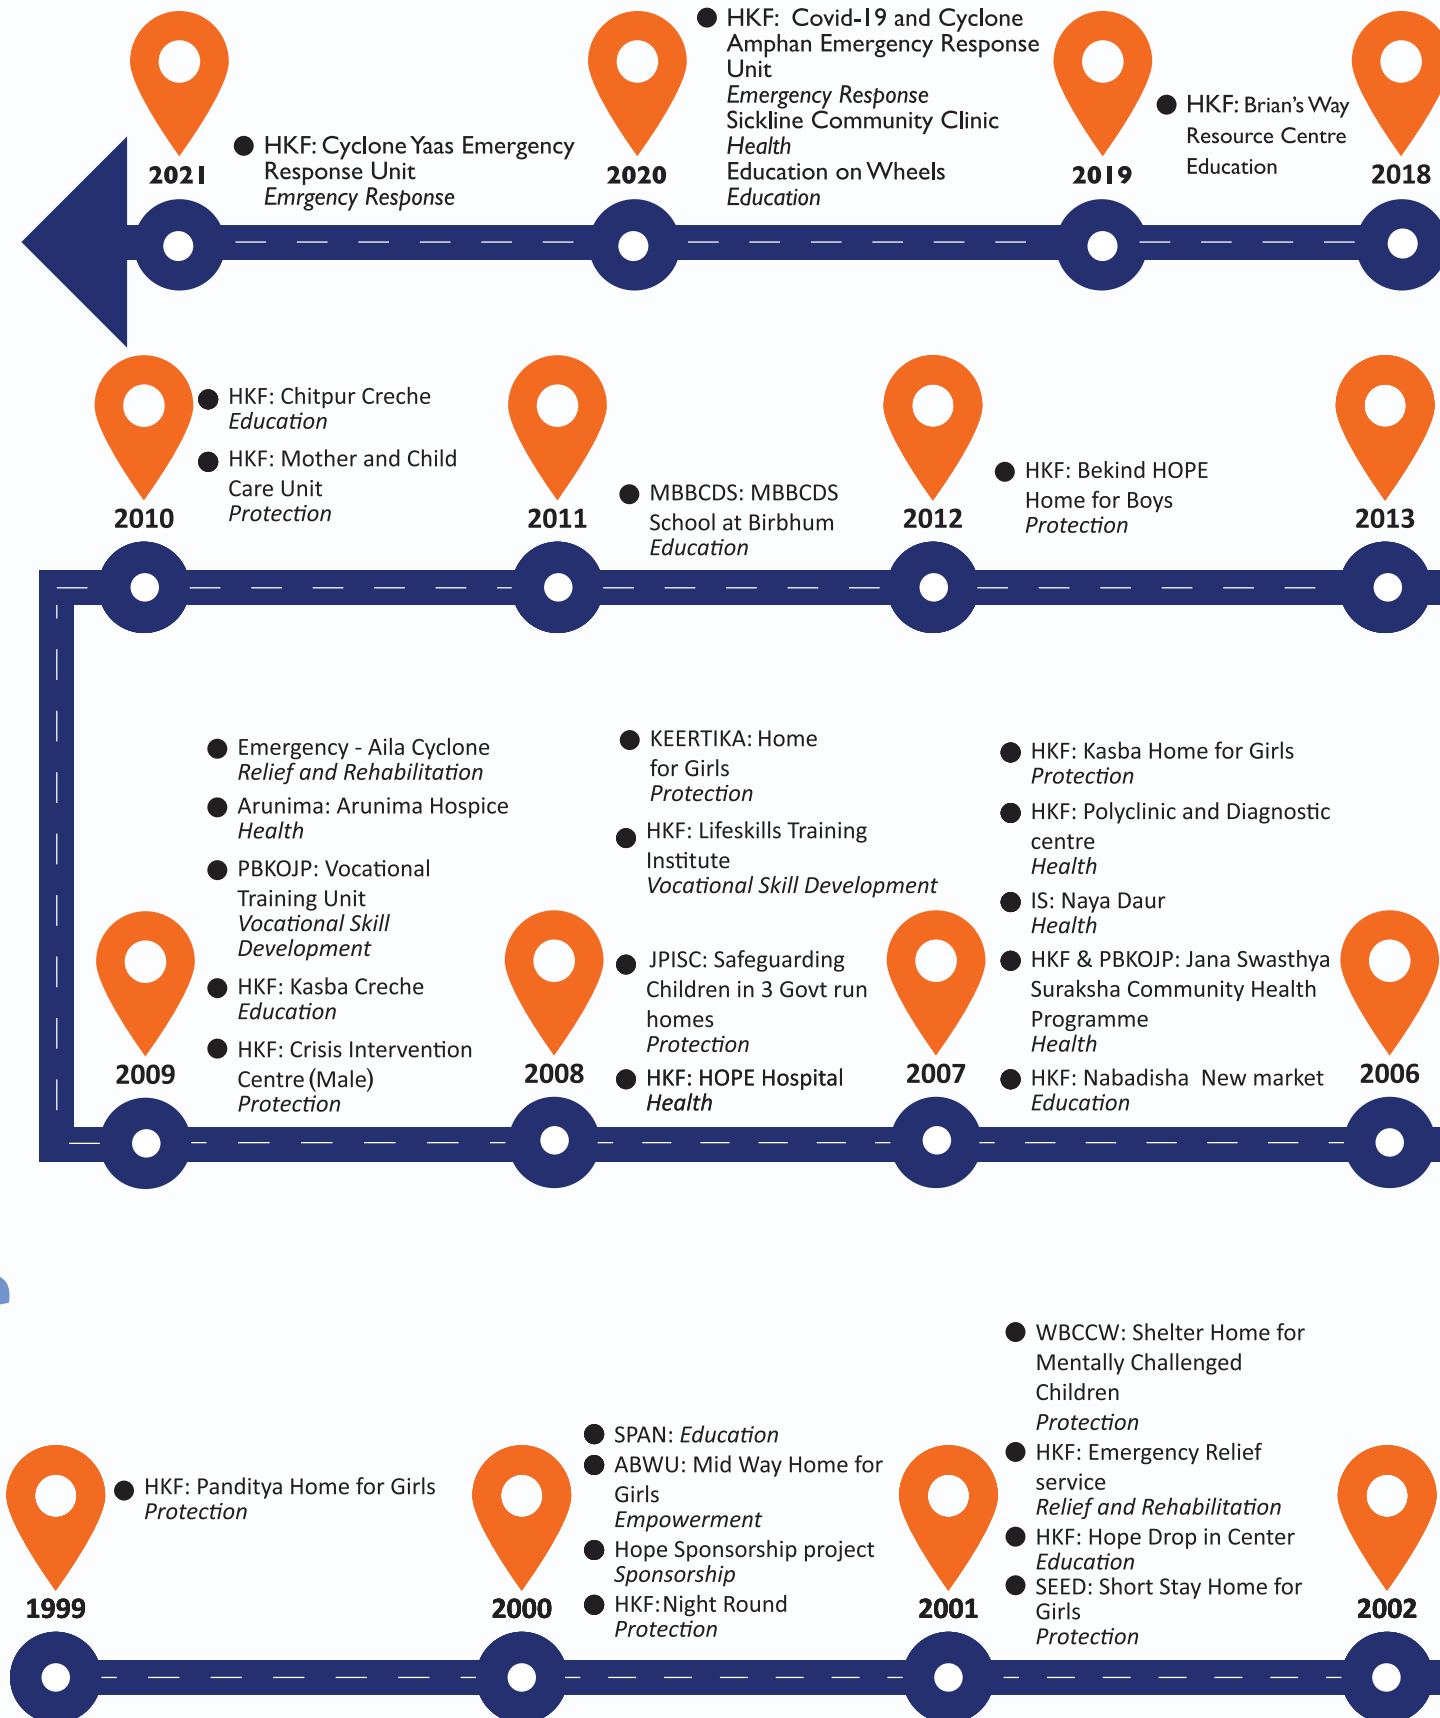 2021
HKF: Cyclone Yaas Emergency
Response Unit
Emrgency Response
2020
HKF: Covid-19 and Cyclone
Amphan Emergency Response
Unit
Emergency Response
Sickline Community Clinic
Health
Education on Wheels
Education
2019
HKF: Brian's Way
Resource Centre
Education
2018
2010
HKF: Chitpur Creche
Education
HKF: Mother and Child
Care Unit
Protection
2011
MBBCDS: MBBCDS
School at Birbhum
Education
2012
HKF: Bekind HOPE
Home for Boys
Protection
2013
2009
Emergency - Aila Cyclone
Relief and Rehabilitation
Arunima: Arunima Hospice
Health
PBKOJP: Vocational
Training Unit
Vocational Skill
Development
HKF: Kasba Creche
Education
HKF: Crisis Intervention
Centre (Male)
Protection
2008
KEERTIKA: Home
for Girls
Protection
HKF: Lifeskills Training
Institute
Vocational Skill Development
JPISC: Safeguarding
Children in 3 Govt run
homes
Protection
HKF: HOPE Hospital
Health
2007
HKF: Kasba Home for Girls
Protection
HKF: Polyclinic and Diagnostic
centre
Health
IS: Naya Daur
Health
HKF & PBKOJP: Jana Swasthya
Suraksha Community Health
Programme
Health
HKF: Nabadisha New market
Education
2006
1999
HKF: Panditya Home for Girls
Protection
2000
SPAN: Education
ABWU: Mid Way Home for
Girls
Empowerment
Hope Sponsorship project
Sponsorship
HKF:Night Round
Protection
2001
WBCCW: Shelter Home for
Mentally Challenged
Children
Protection
HKF: Emergency Relief
service
Relief and Rehabilitation
HKF: Hope Drop in Center
Education
SEED: Short Stay Home for
Girls
Protection
2002